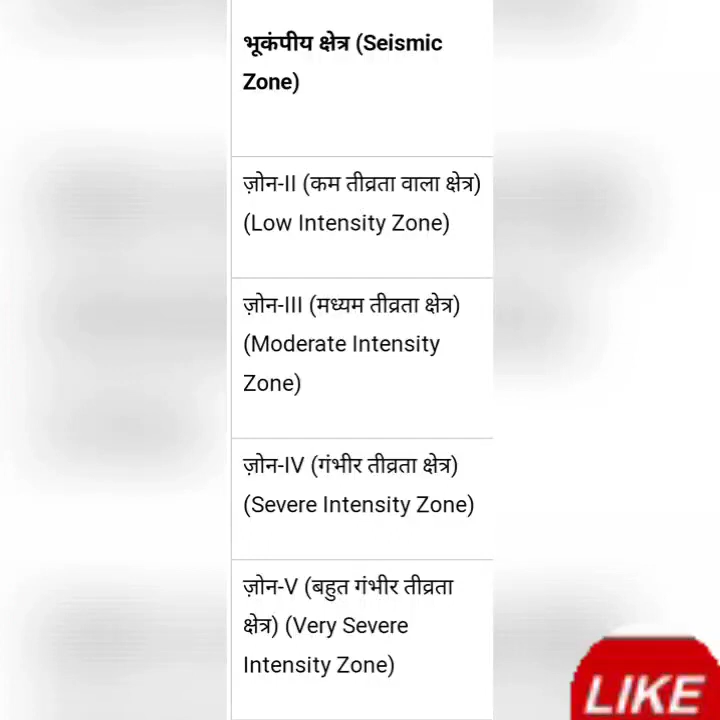 भूकंपीय क्षेत्र (Seismic
Zone)
ज़ोन-II (कम तीव्रता वाला क्षेत्र)
(Low Intensity Zone)
ज़ोन-III (मध्यम तीव्रता क्षेत्र)
(Moderate Intensity
Zone)
ज़ोन-IV (गंभीर तीव्रता क्षेत्र)
(Severe Intensity Zone)
ज़ोन-V (बहुत गंभीर तीव्रता
क्षेत्र) (Very Severe
Intensity Zone)
LIKE